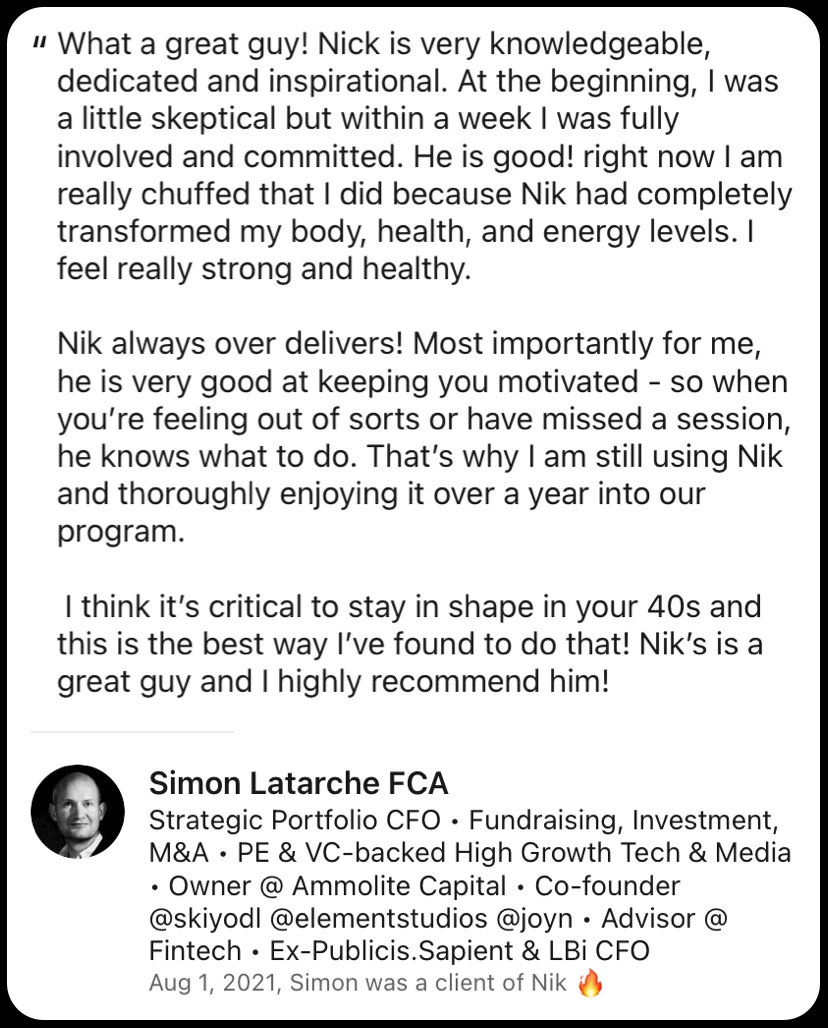 " What a great guy! Nick is very knowledgeable,
dedicated and inspirational. At the beginning, I was
a little skeptical but within a week I was fully
involved and committed. He is good! right now I am
really chuffed that I did because Nik had completely
transformed my body, health, and energy levels. I
feel really strong and healthy.
Nik always over delivers! Most importantly for me,
he is very good at keeping you motivated - so when
you’re feeling out of sorts or have missed a session,
he knows what to do. That’s why I am still using Nik
and thoroughly enjoying it over a year into our
program.
I think it’s critical to stay in shape in your 40s and
this is the best way I’ve found to do that! Nik’s is a
great guy and I highly recommend him!
Simon Latarche FCA
Strategic Portfolio CFO • Fundraising, Investment,
M&A • PE & VC-backed High Growth Tech & Media
• Owner @ Ammolite Capital • Co-founder
@skiyodl @elementstudios @joyn • Advisor @
Fintech • Ex-Publicis.Sapient & LBi CFO
Aug 1, 2021, Simon was a client of Nik 🔥